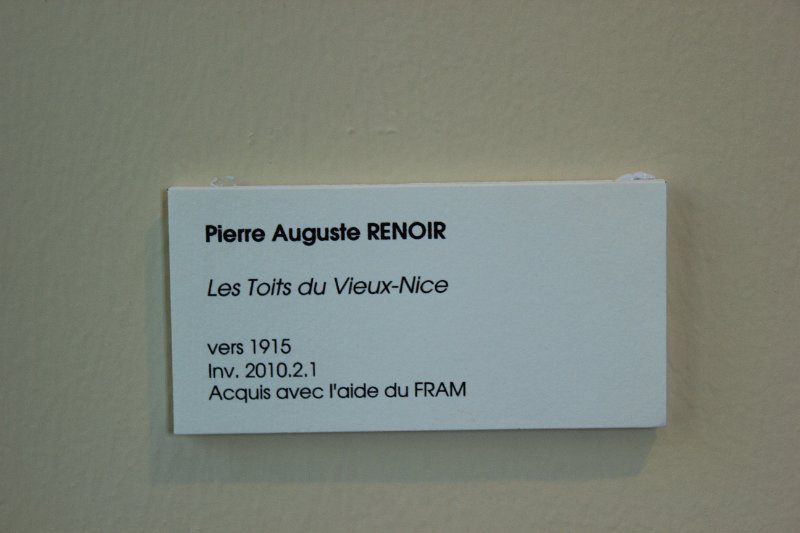 Pierre Auguste RENOIR
Les Toits du Vieux-Nice
vers 1915
Inv. 2010.2.1
Acquis avec l'aide du FRAM